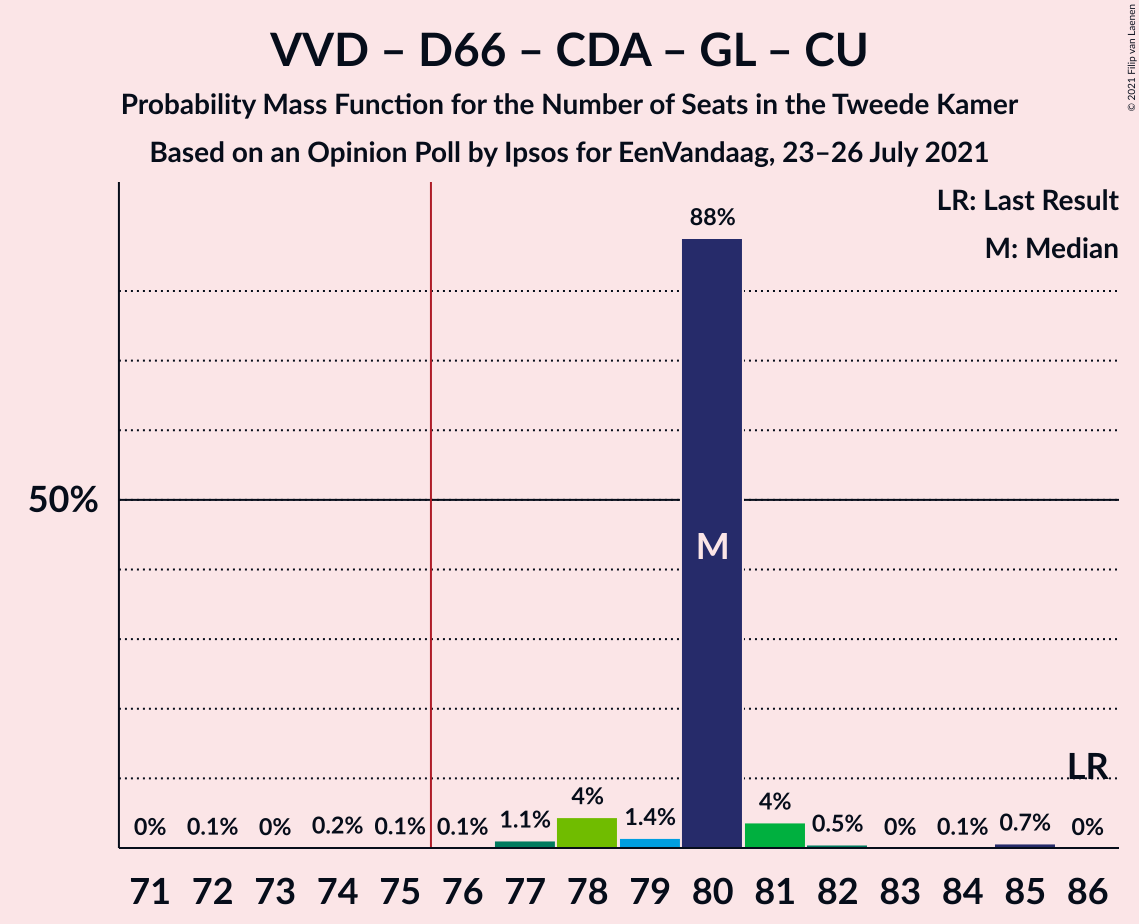 VVD – D66 – CDA – GL – CU
Probability Mass Function for the Number of Seats in the Tweede Kamer
Based on an Opinion Poll by Ipsos for EenVandaag, 23–26 July 2021
© 2021 Filip van Laenen
LR: Last Result
M: Median
88%
50%
M
LR
0% 0.1% 0% 0.2% 0.1% 0.1% 1.1% 4% 1.4% 4% 0.5% 0% 0.1% 0.7% 0%
71 72 73 74 75 76 77 78 79 80 81 82 83 84 85 86